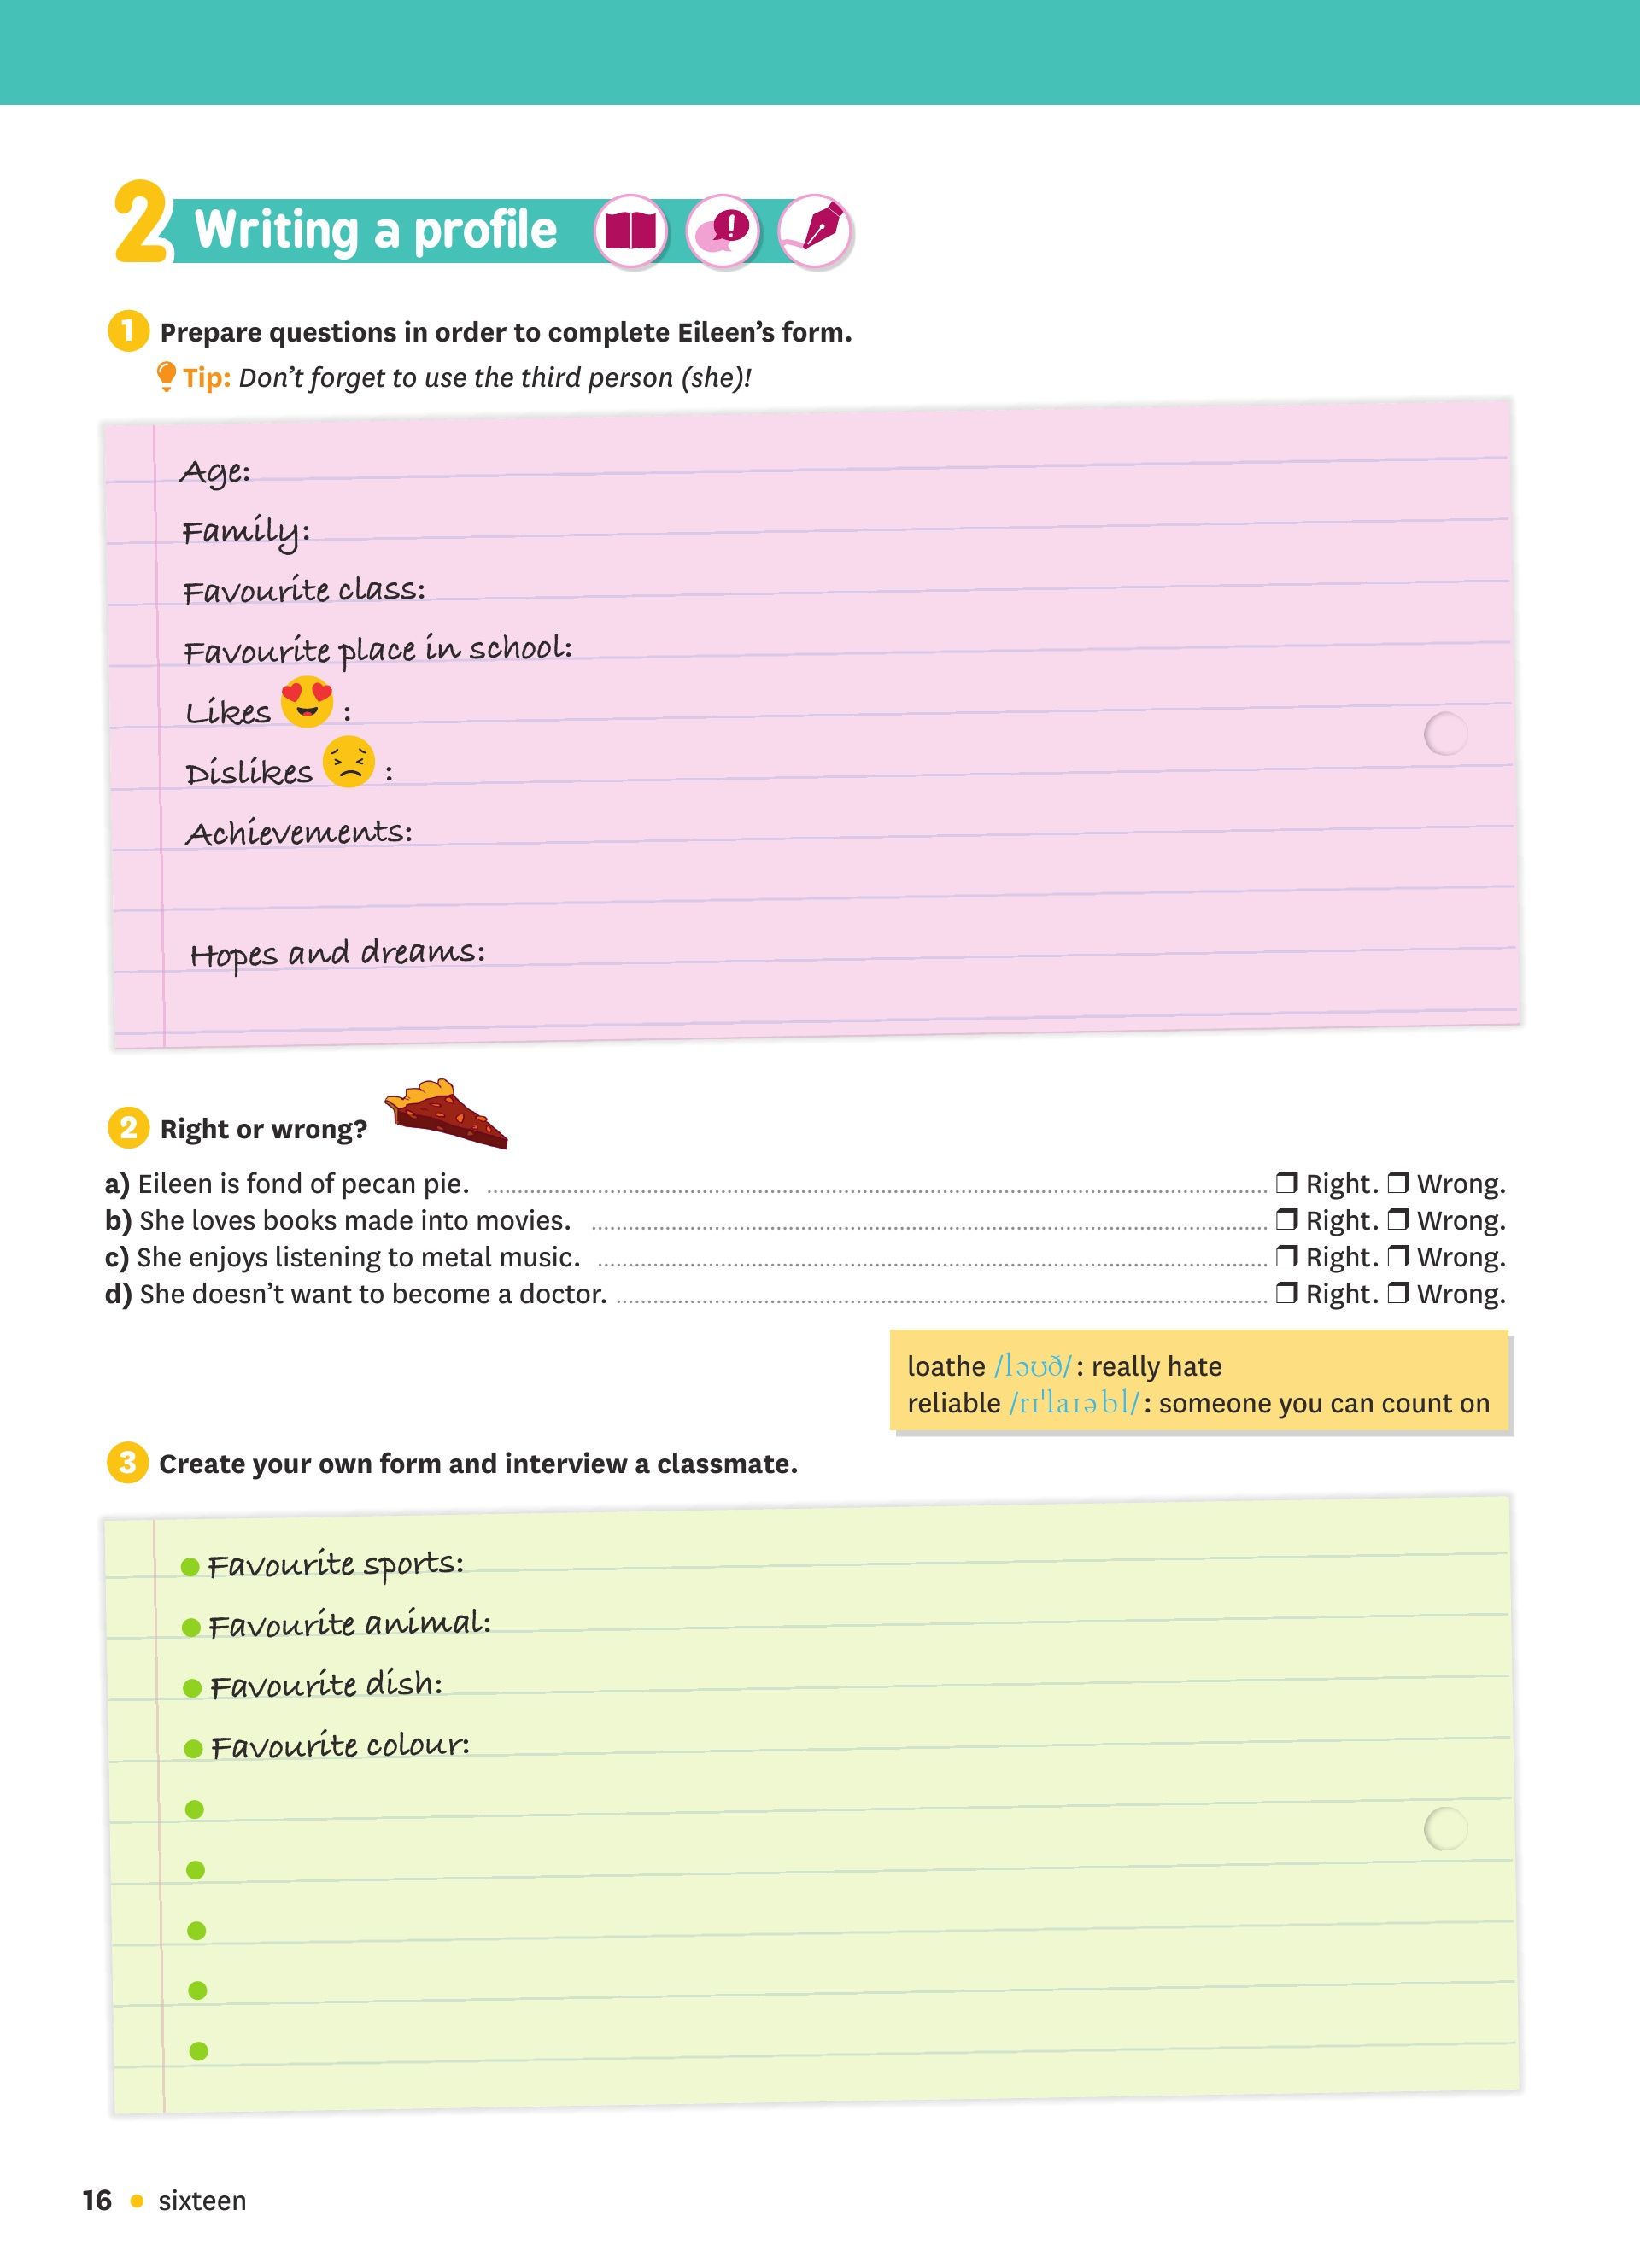 2 Writing a profile
1 Prepare questions in order to complete Eileen's form.
Tip: Don't forget to use the third person (she)!
Age:
Family:
Favourite class:
Favourite place in school:
Likes 😍 :
Dislikes 😣 :
Achievements:
Hopes and dreams:
2 Right or wrong?
a) Eileen is fond of pecan pie. ❒ Right. ❒ Wrong.
b) She loves books made into movies. ❒ Right. ❒ Wrong.
c) She enjoys listening to metal music. ❒ Right. ❒ Wrong.
d) She doesn't want to become a doctor. ❒ Right. ❒ Wrong.
loathe /ləʊð/ : really hate
reliable /rɪˈlaɪəbl/ : someone you can count on
3 Create your own form and interview a classmate.
● Favourite sports:
● Favourite animal:
● Favourite dish:
● Favourite colour:
●
●
●
●
●
16 ● sixteen